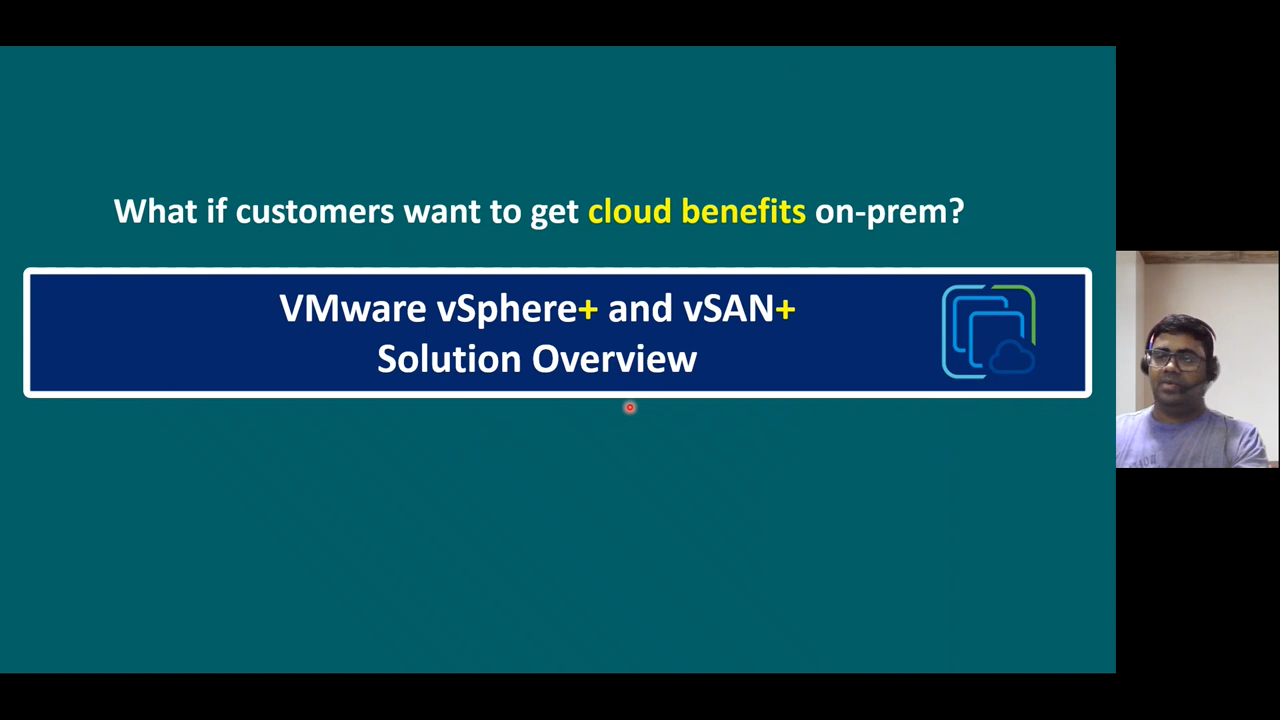 What if customers want to get cloud benefits on-prem?
VMware vSphere+ and vSAN+
Solution Overview